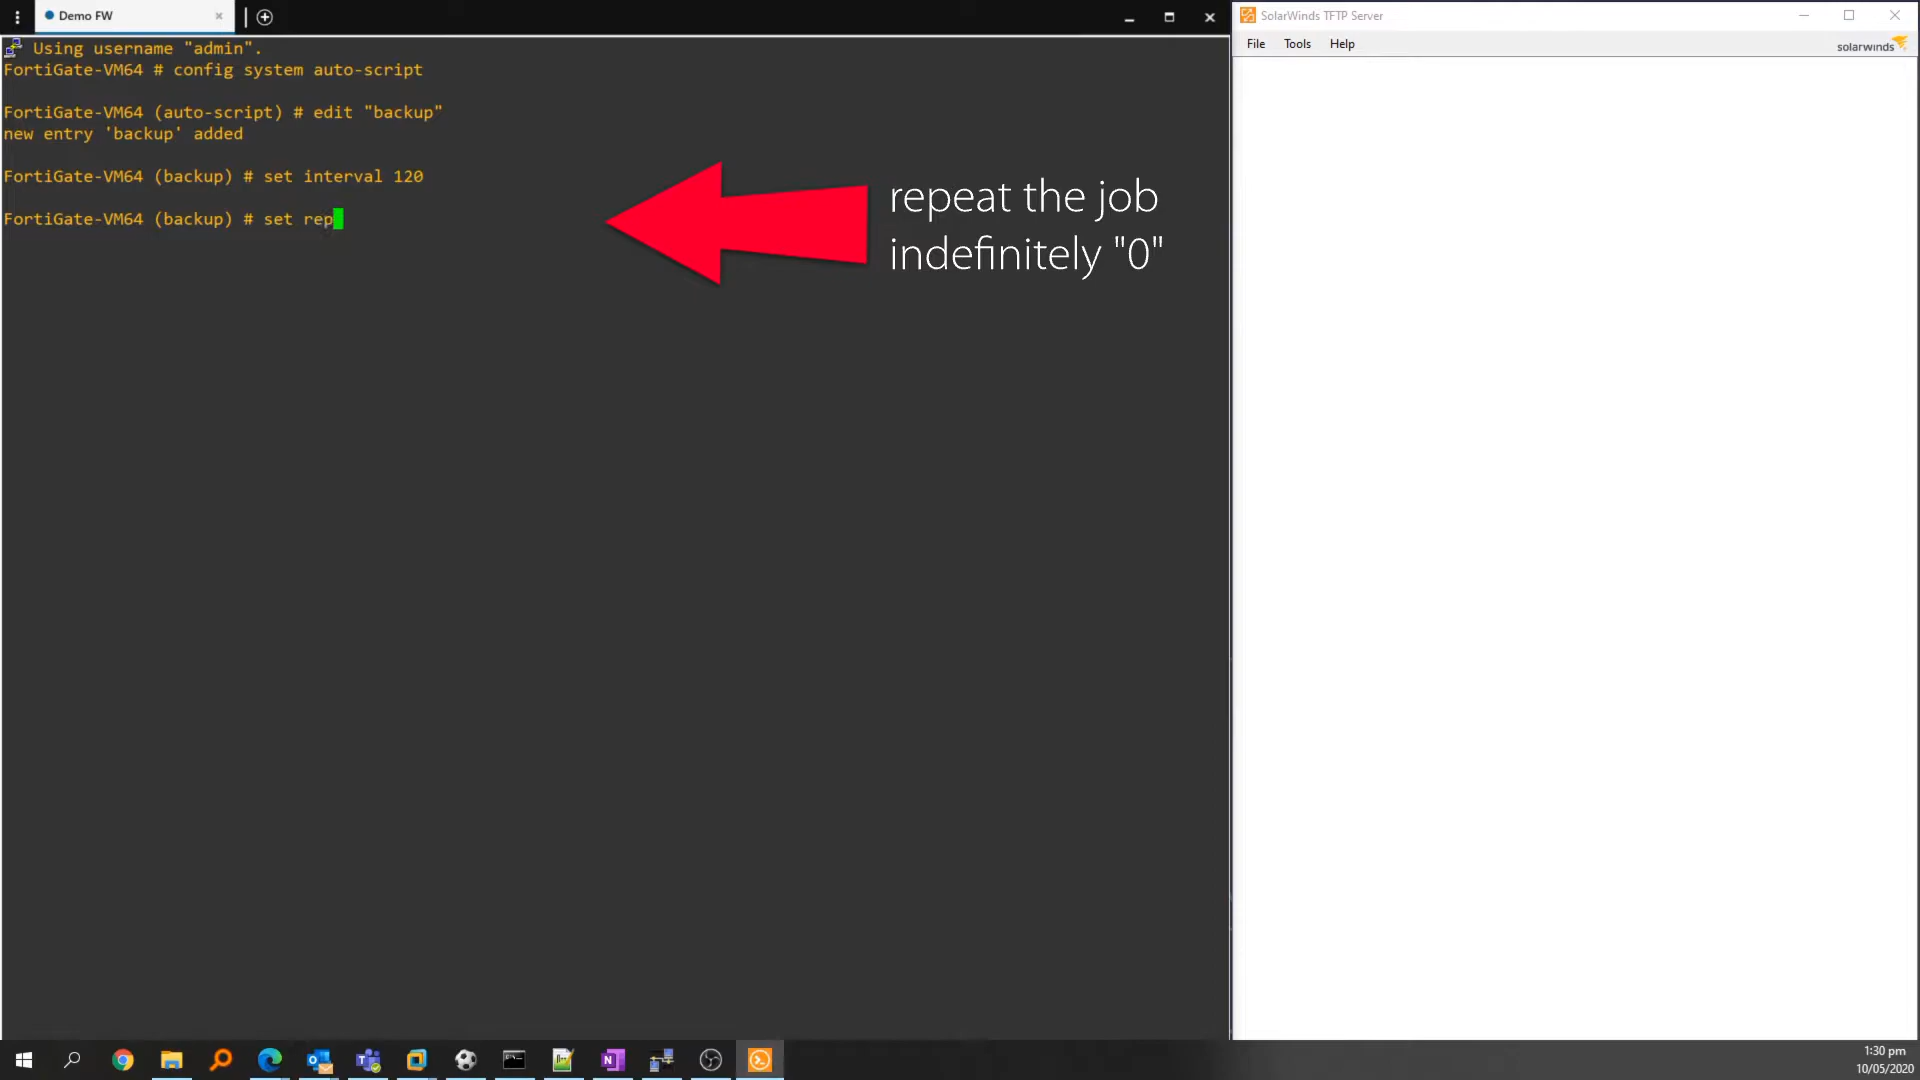 Demo FW
Using username "admin".
FortiGate-VM64 # config system auto-script
FortiGate-VM64 (auto-script) # edit "backup"
new entry 'backup' added
FortiGate-VM64 (backup) # set interval 120
FortiGate-VM64 (backup) # set rep
repeat the job
indefinitely "0"
SolarWinds TFTP Server
File Tools Help
solarwinds
1:30 pm
10/05/2020